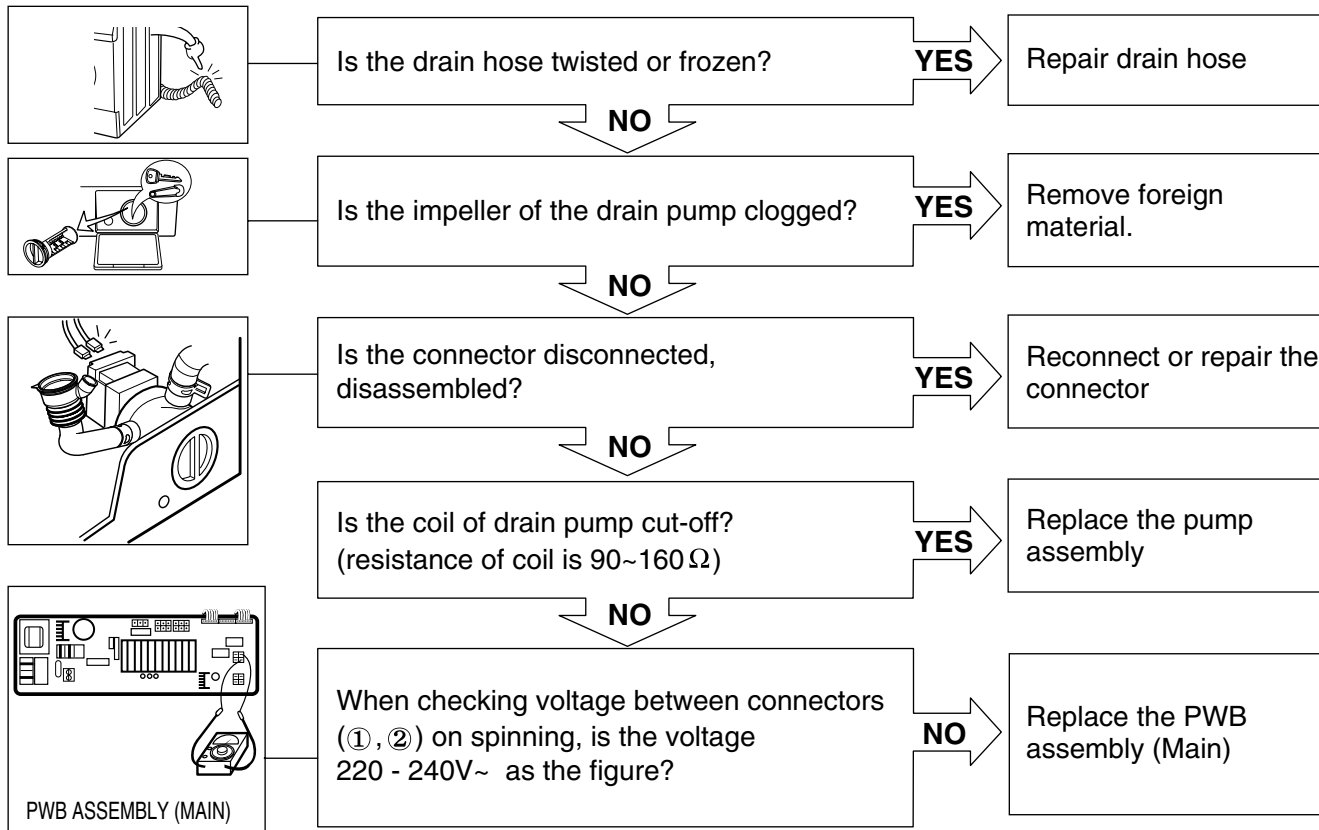 Is the drain hose twisted or frozen?
YES
Repair drain hose
NO
Is the impeller of the drain pump clogged?
YES
Remove foreign
material.
NO
Is the connector disconnected,
disassembled?
YES
Reconnect or repair the
connector
NO
Is the coil of drain pump cut-off?
(resistance of coil is 90~160 Ω)
YES
Replace the pump
assembly
NO
When checking voltage between connectors
(①, ②) on spinning, is the voltage
220 - 240V~ as the figure?
NO
Replace the PWB
assembly (Main)
PWB ASSEMBLY (MAIN)